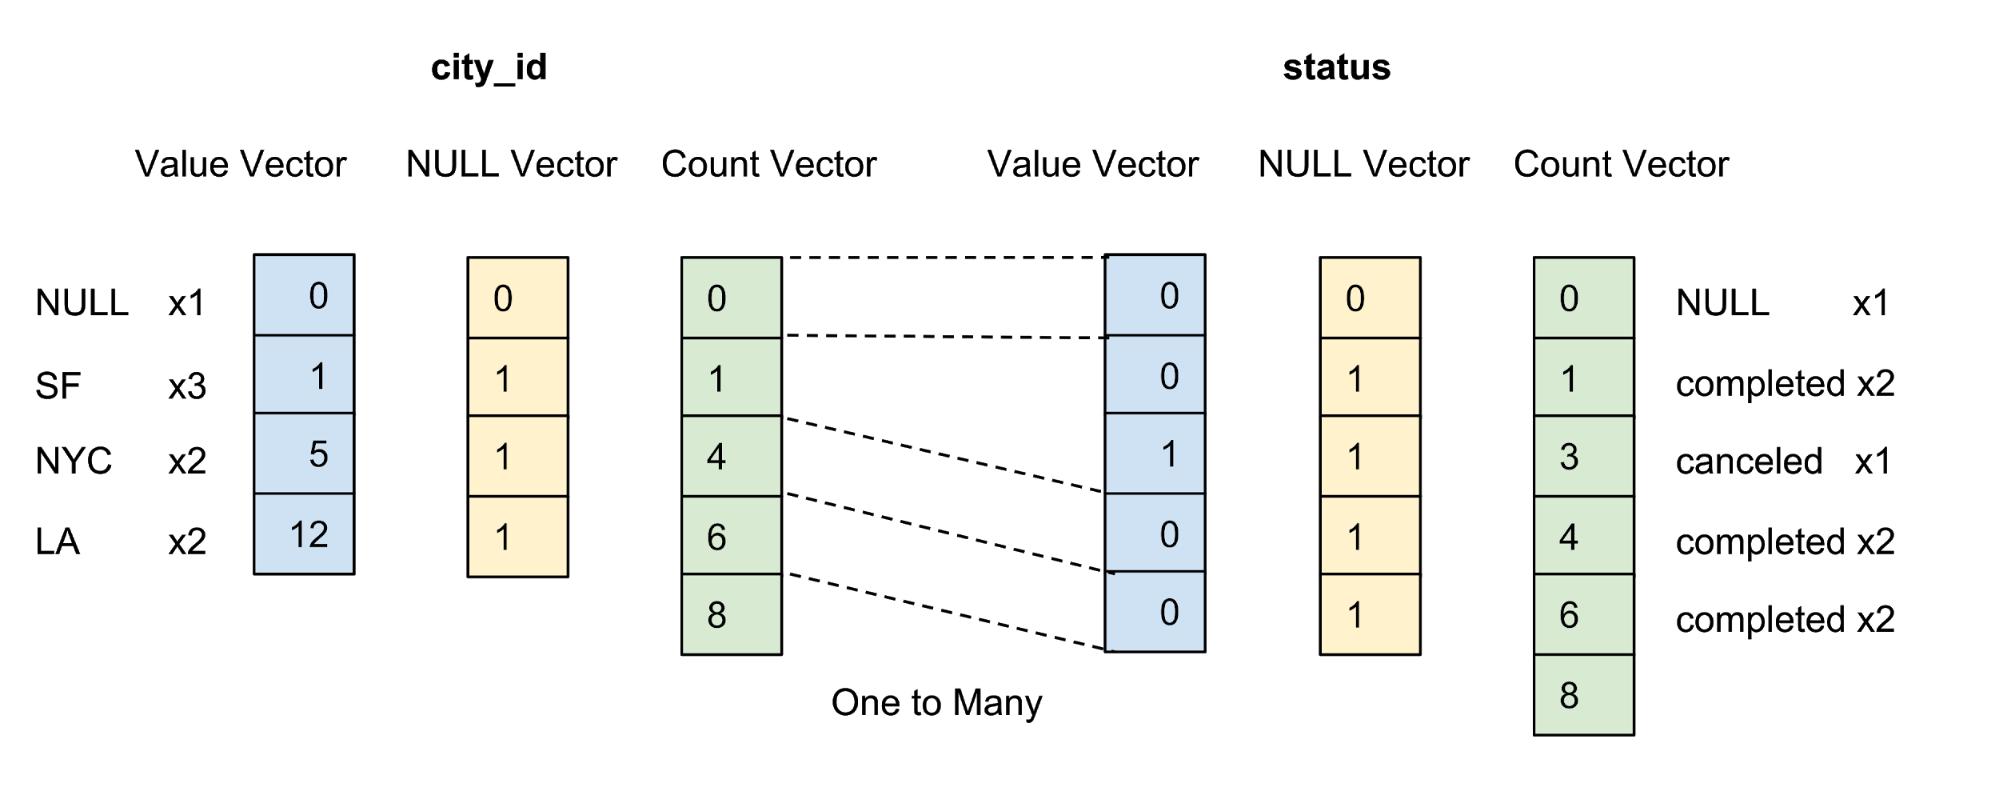 city_id status
Value Vector NULL Vector Count Vector Value Vector NULL Vector Count Vector
NULL x1 0 0 0 0 0 0 NULL x1
SF x3 1 1 1 0 1 1 completed x2
NYC x2 5 1 4 1 1 3 canceled x1
LA x2 12 1 6 0 1 4 completed x2
8 0 1 6 completed x2
One to Many 8